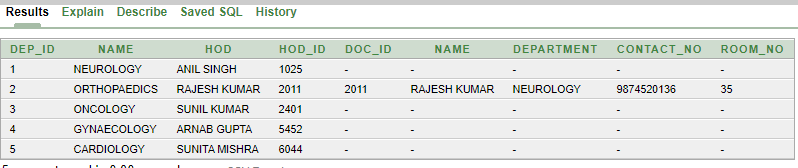 Results Explain Describe Saved SQL History
DEP_ID NAME HOD HOD_ID DOC_ID NAME DEPARTMENT CONTACT_NO ROOM_NO
1 NEUROLOGY ANIL SINGH 1025 - - - - -
2 ORTHOPAEDICS RAJESH KUMAR 2011 2011 RAJESH KUMAR NEUROLOGY 9874520136 35
3 ONCOLOGY SUNIL KUMAR 2401 - - - - -
4 GYNAECOLOGY ARNAB GUPTA 5452 - - - - -
5 CARDIOLOGY SUNITA MISHRA 6044 - - - - -